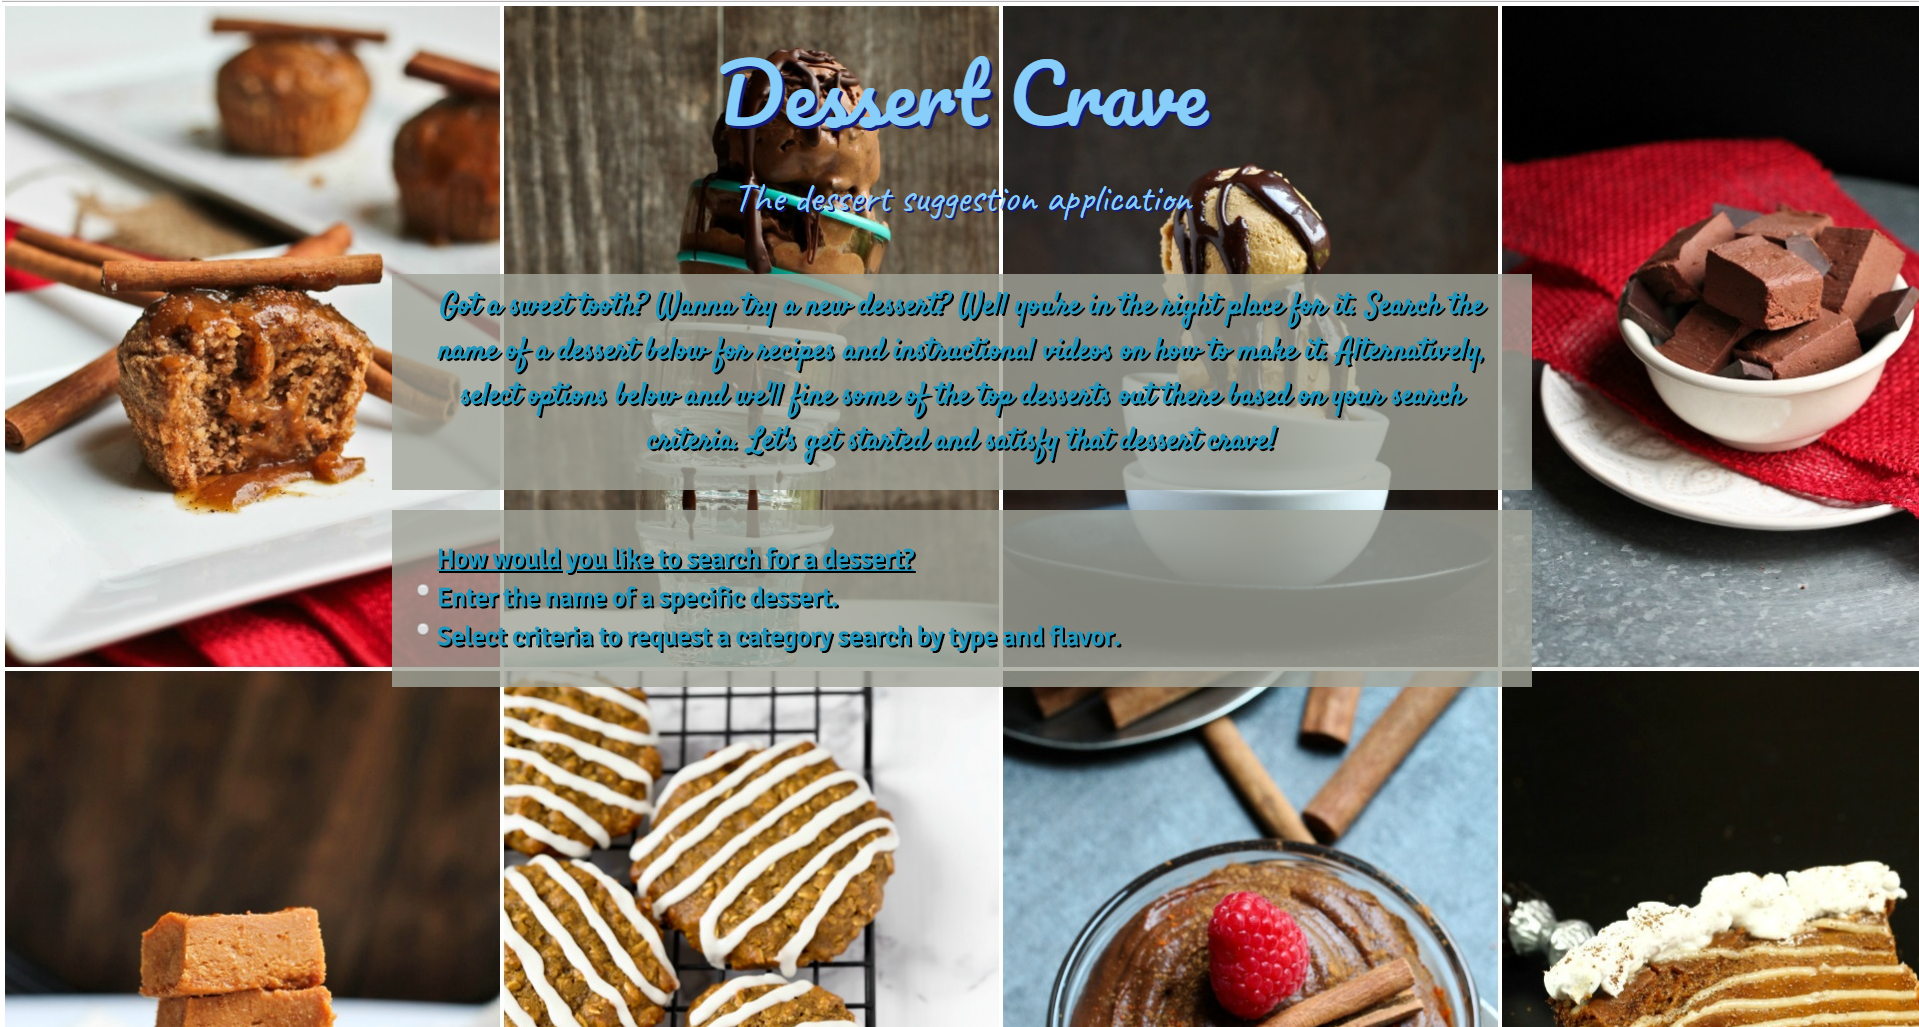 Dessert Crave
The dessert suggestion application
Got a sweet tooth? Wanna try a new dessert? Well you're in the right place for it. Search the
name of a dessert below for recipes and instructional videos on how to make it. Alternatively,
select options below and we'll fine some of the top desserts out there based on your search
criteria. Let's get started and satisfy that dessert crave!
How would you like to search for a dessert?
Enter the name of a specific dessert.
Select criteria to request a category search by type and flavor.